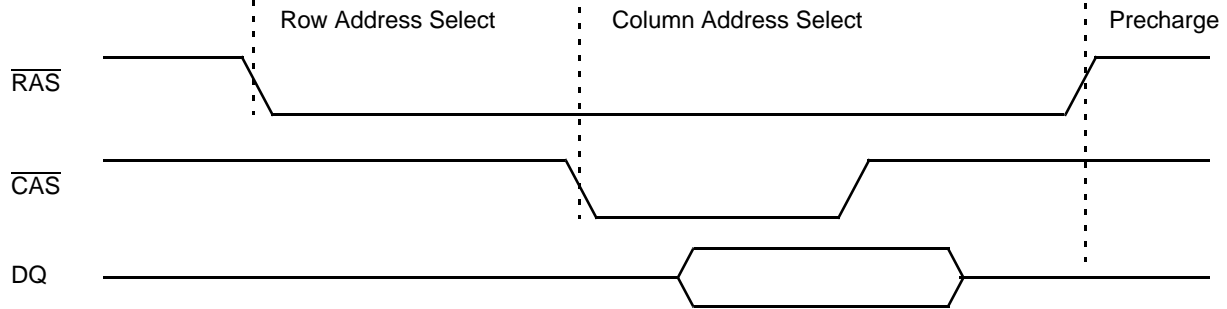 Row Address Select
Column Address Select
Precharge
RAS
CAS
DQ